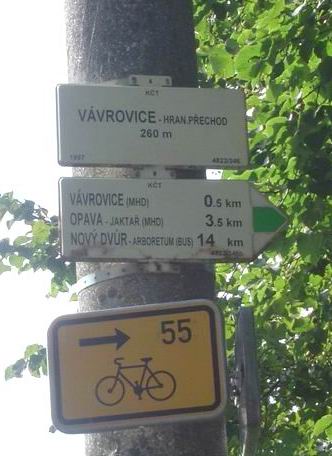 KČT
VÁVROVICE - HRAN.PŘECHOD
260 m
1997 4822/346
KČT
VÁVROVICE (MHD) 0.5 km
OPAVA - JAKTAŘ (MHD) 3.5 km
NOVÝ DVŮR - ARBORETUM (BUS) 14 km
55